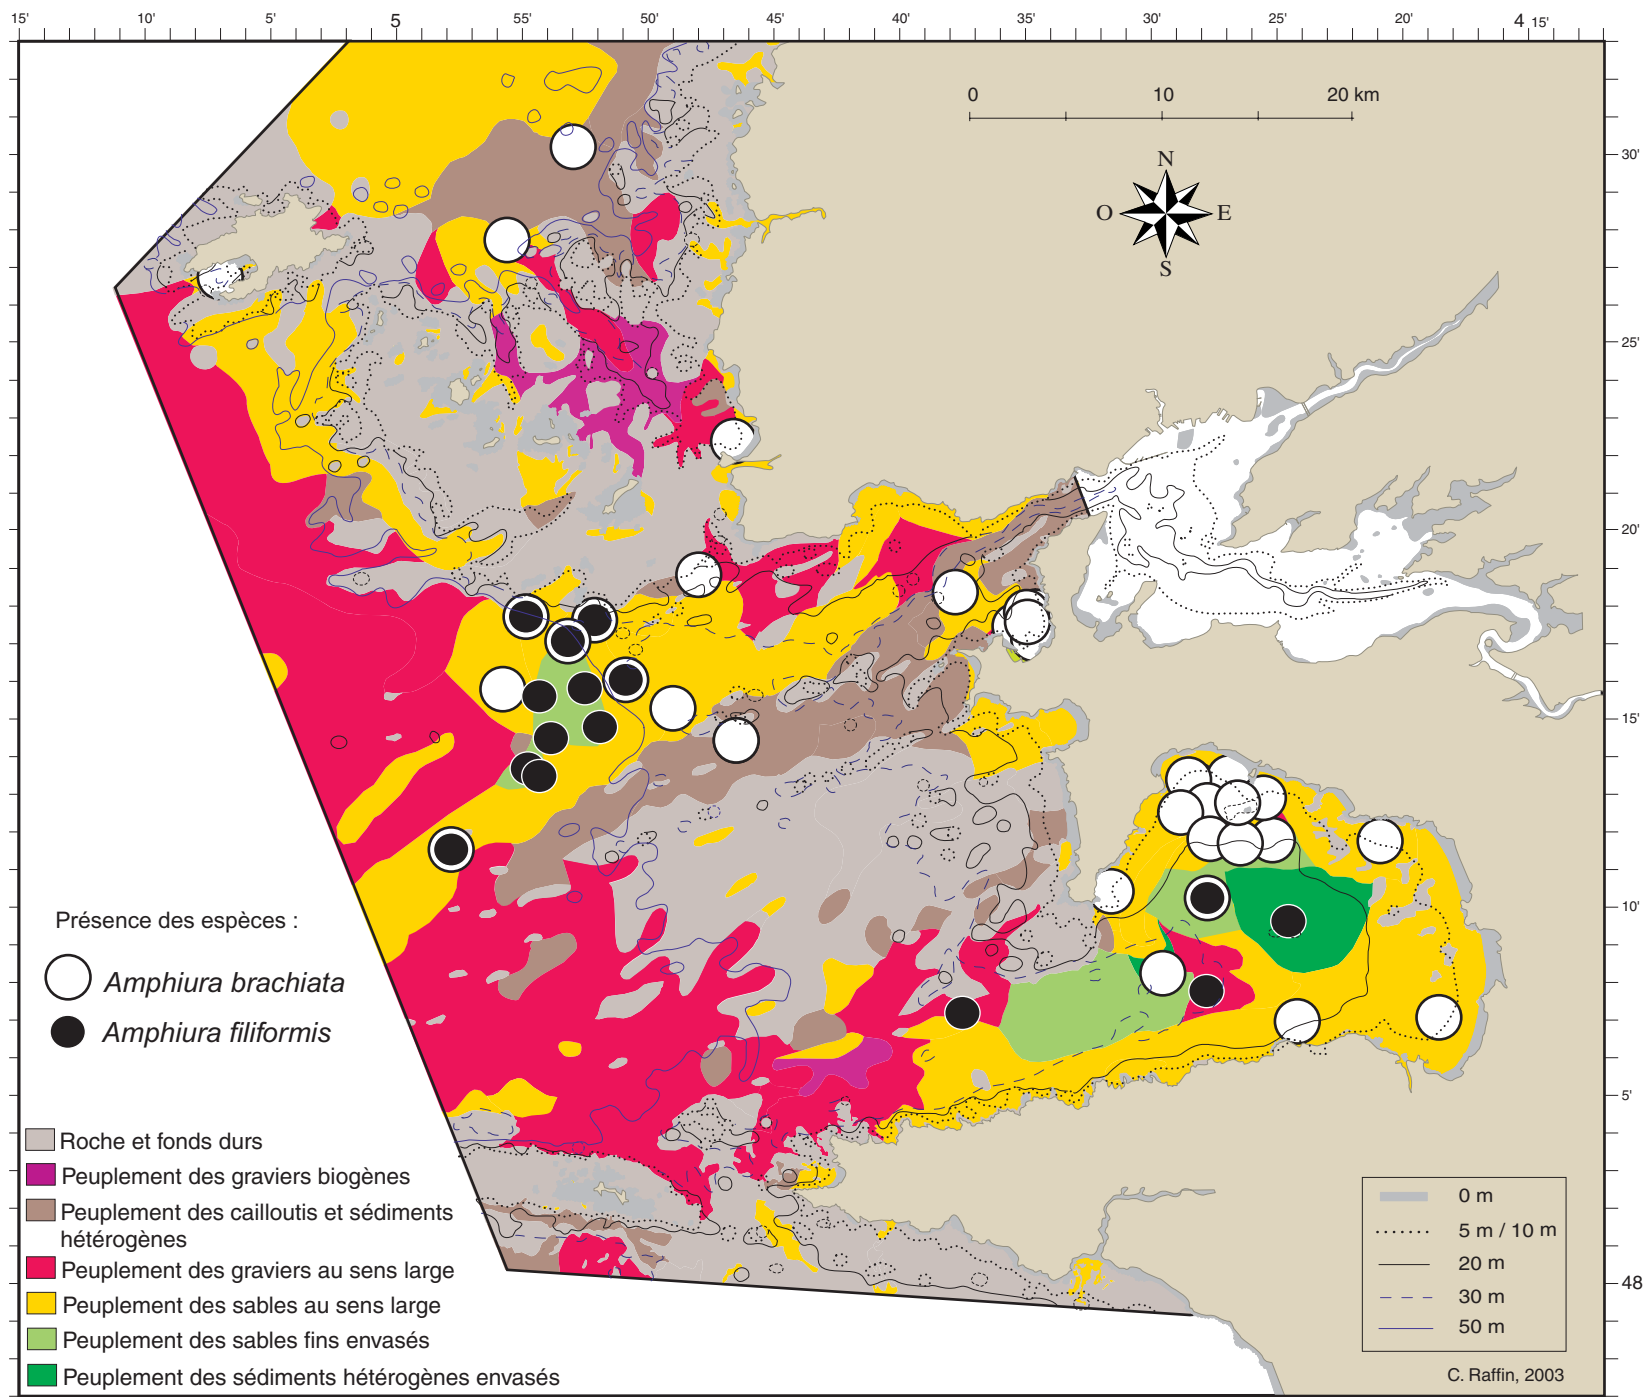 15' 10' 5' 5 55' 50' 45' 40' 35' 30' 25' 20' 4 15'
0 10 20 km
30'
N
O E
S
25'
20'
15'
10'
5'
48
Présence des espèces :
Amphiura brachiata
Amphiura filiformis
Roche et fonds durs
Peuplement des graviers biogènes
Peuplement des cailloutis et sédiments
hétérogènes
Peuplement des graviers au sens large
Peuplement des sables au sens large
Peuplement des sables fins envasés
Peuplement des sédiments hétérogènes envasés
0 m
5 m / 10 m
20 m
30 m
50 m
C. Raffin, 2003